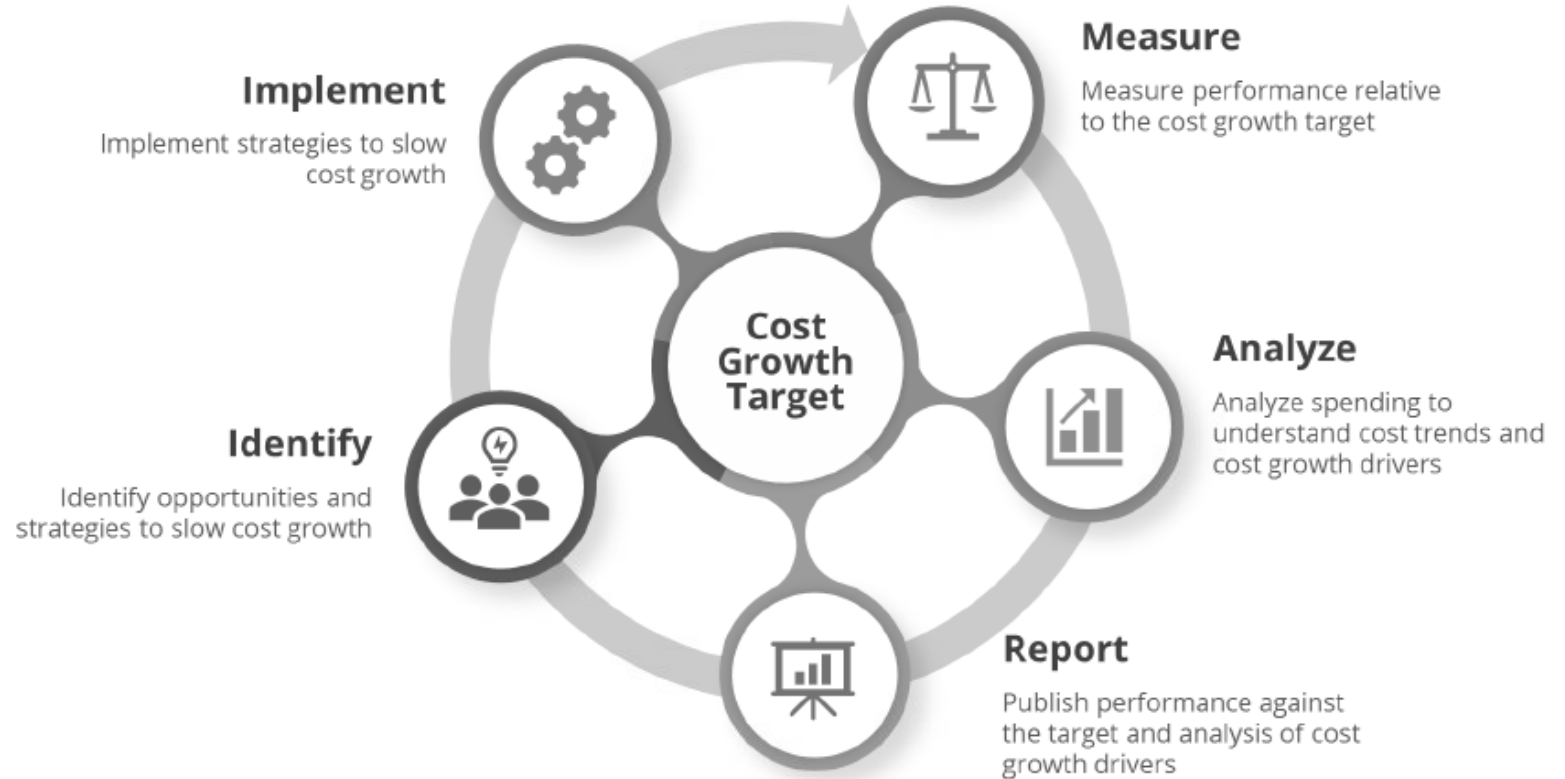 Measure
Measure performance relative
to the cost growth target
Analyze
Analyze spending to
understand cost trends and
cost growth drivers
Report
Publish performance against
the target and analysis of cost
growth drivers
Identify
Identify opportunities and
strategies to slow cost growth
Implement
Implement strategies to slow
cost growth
Cost
Growth
Target